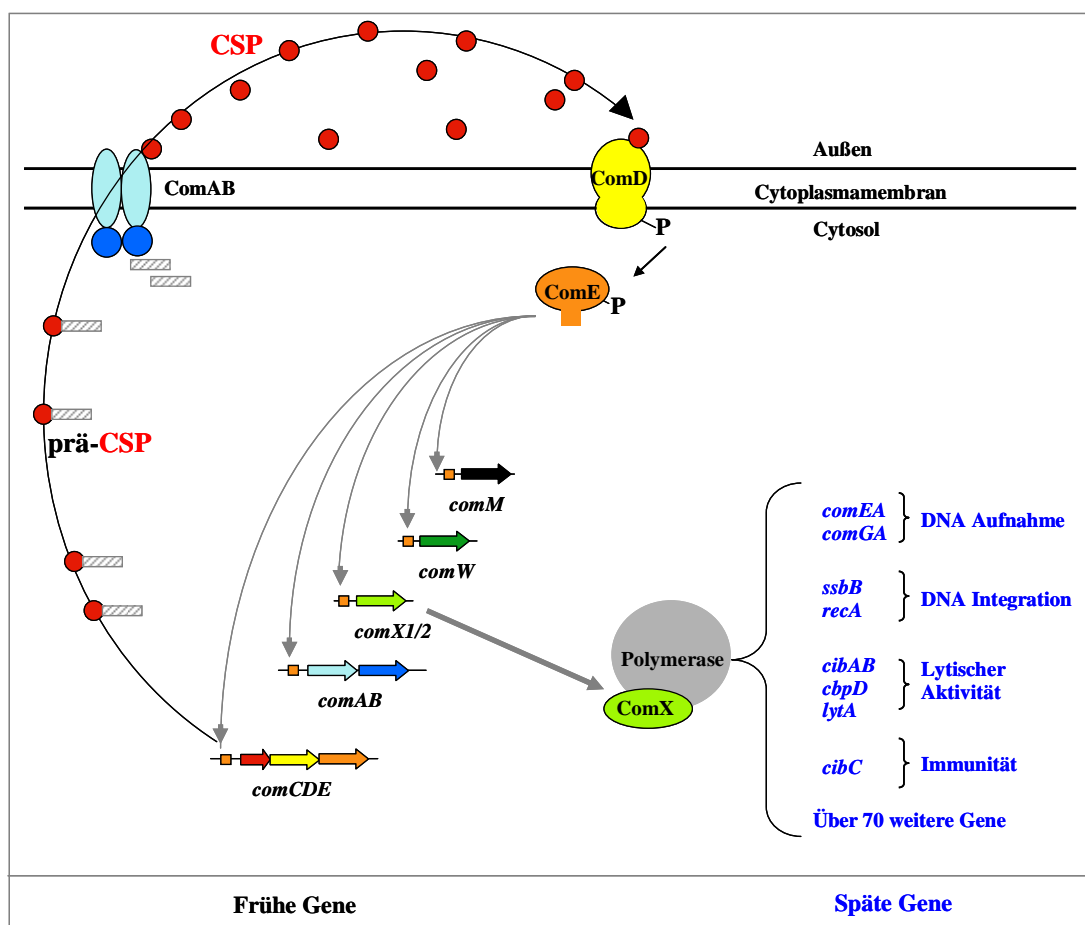 CSP
Außen
ComAB
ComD
Cytoplasmamembran
P
Cytosol
ComE
P
prä-CSP
comM
comW
comX1/2
comAB
comCDE
Polymerase
ComX
comEA
comGA
DNA Aufnahme
ssbB
recA
DNA Integration
cibAB
cbpD
lytA
Lytischer
Aktivität
cibC
Immunität
Über 70 weitere Gene
Frühe Gene
Späte Gene